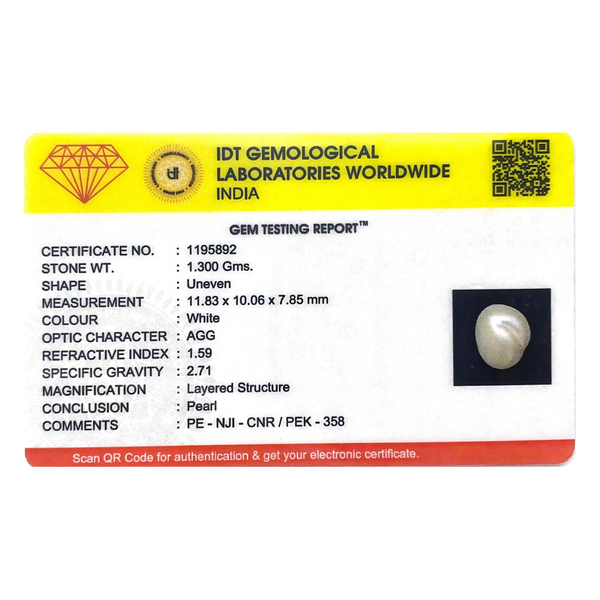 IDT GEMOLOGICAL
LABORATORIES WORLDWIDE
INDIA
idt
GEM TESTING REPORT™
CERTIFICATE NO. : 1195892
STONE WT. : 1.300 Gms.
SHAPE : Uneven
MEASUREMENT : 11.83 x 10.06 x 7.85 mm
COLOUR : White
OPTIC CHARACTER : AGG
REFRACTIVE INDEX : 1.59
SPECIFIC GRAVITY : 2.71
MAGNIFICATION : Layered Structure
CONCLUSION : Pearl
COMMENTS : PE - NJI - CNR / PEK - 358
Scan QR Code for authentication & get your electronic certificate.